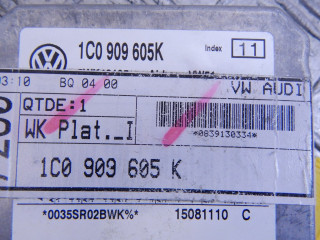 1C0 909 605K
Index 11
03:10 BQ 04 00 VW AUDI
QTDE:1
WK Plat._I
*0839130334*
1C0 909 605 K
*0035SR02BWK%* 15081110 C